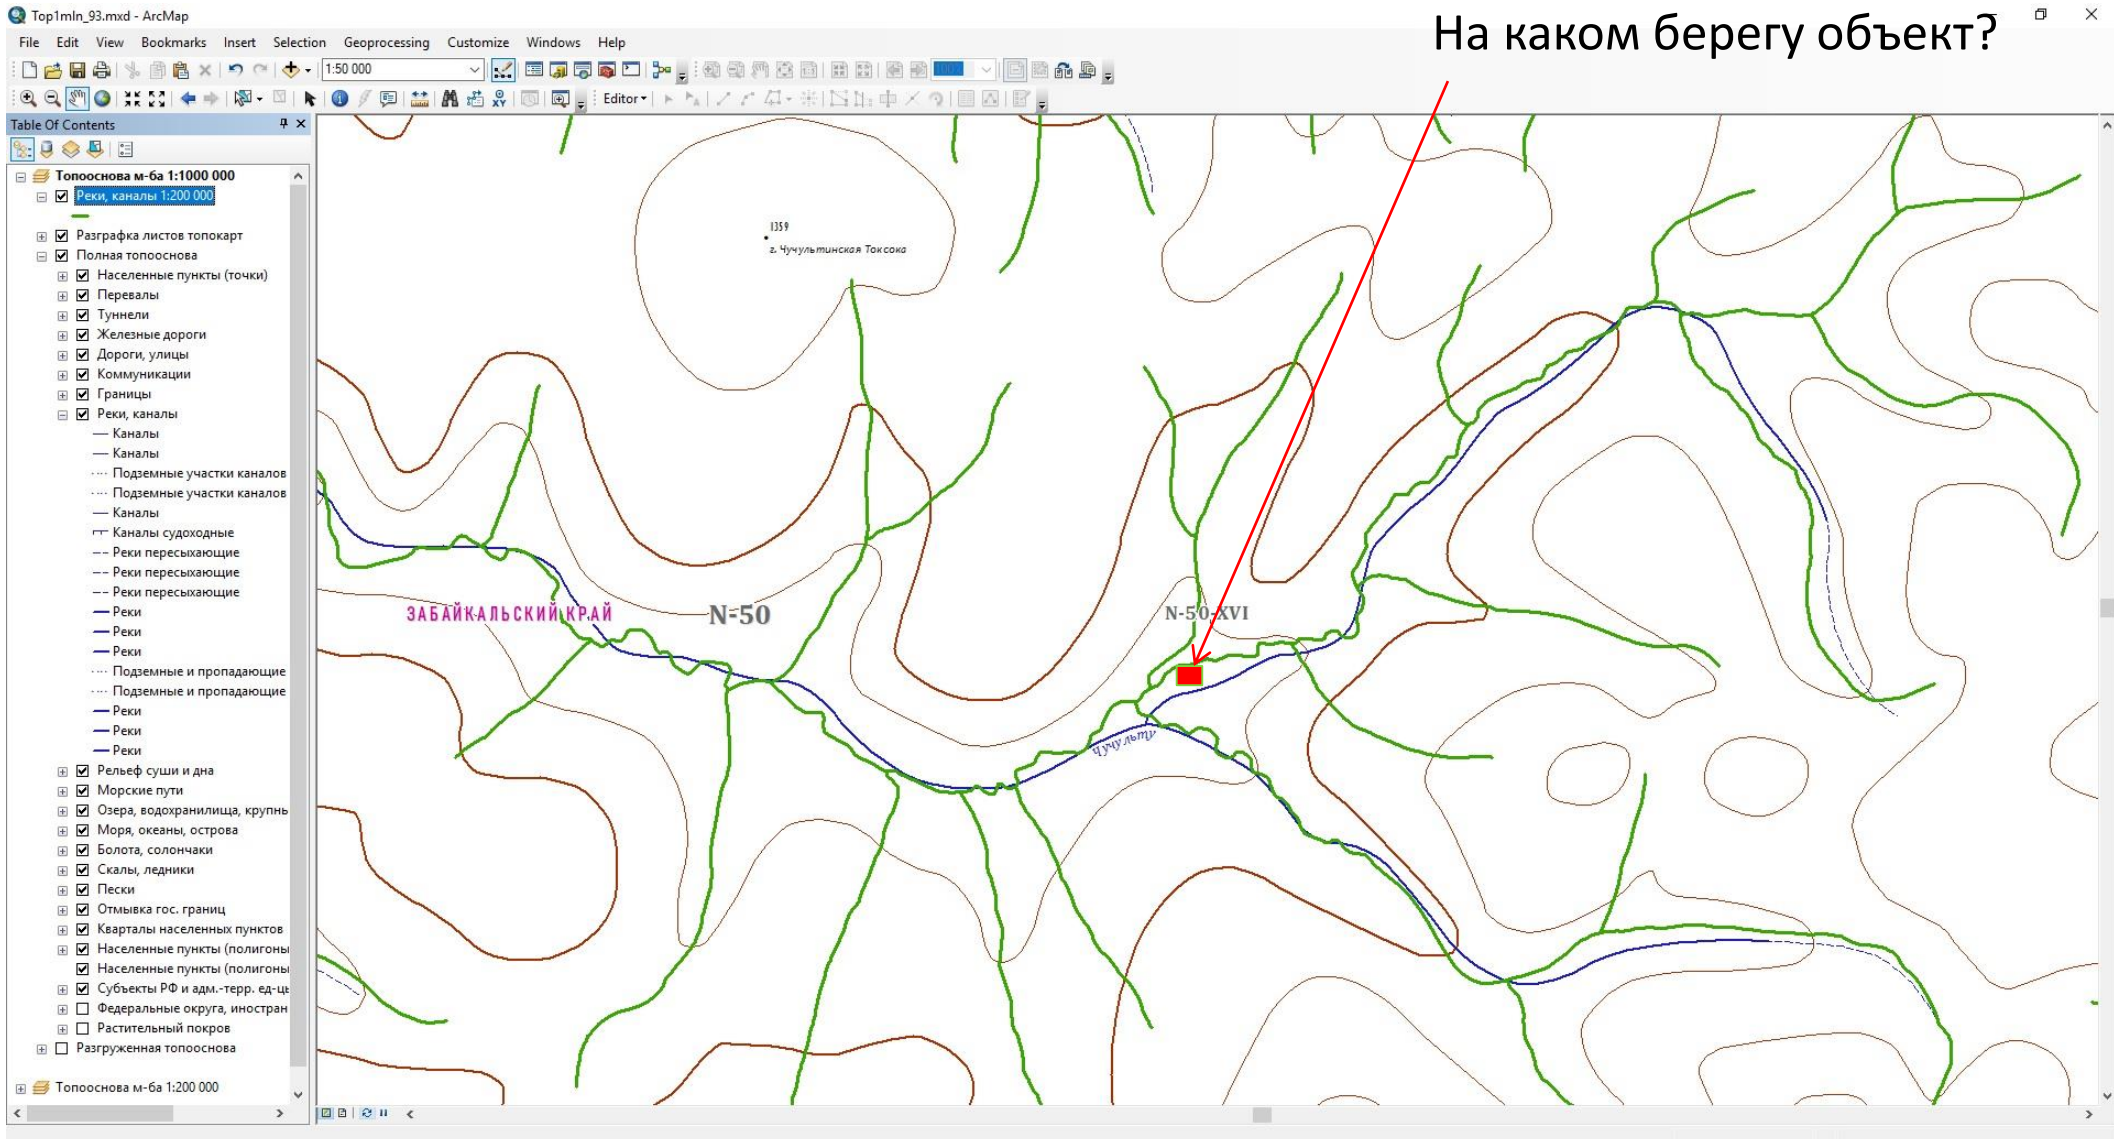 Top1mln_93.mxd - ArcMap
На каком берегу объект?
File Edit View Bookmarks Insert Selection Geoprocessing Customize Windows Help
1:50 000
100%
Editor
Table Of Contents
Топооснова м-ба 1:1000 000
Реки, каналы 1:200 000
Разграфка листов топокарт
Полная топооснова
Населенные пункты (точки)
Перевалы
Туннели
Железные дороги
Дороги, улицы
Коммуникации
Границы
Реки, каналы
Каналы
Каналы
Подземные участки каналов
Подземные участки каналов
Каналы
Каналы судоходные
Реки пересыхающие
Реки пересыхающие
Реки пересыхающие
Реки
Реки
Реки
Подземные и пропадающие
Подземные и пропадающие
Реки
Реки
Реки
Рельеф суши и дна
Морские пути
Озера, водохранилища, крупнь
Моря, океаны, острова
Болота, солончаки
Скалы, ледники
Пески
Отмывка гос. границ
Кварталы населенных пунктов
Населенные пункты (полигоны
Населенные пункты (полигоны
Субъекты РФ и адм.-терр. ед-ць
Федеральные округа, иностран
Растительный покров
Разгруженная топооснова
Топооснова м-ба 1:200 000
1359
г. Чучультинская Токсока
ЗАБАЙКАЛЬСКИЙ КРАЙ
N-50
N-50-XVI
Чучульту